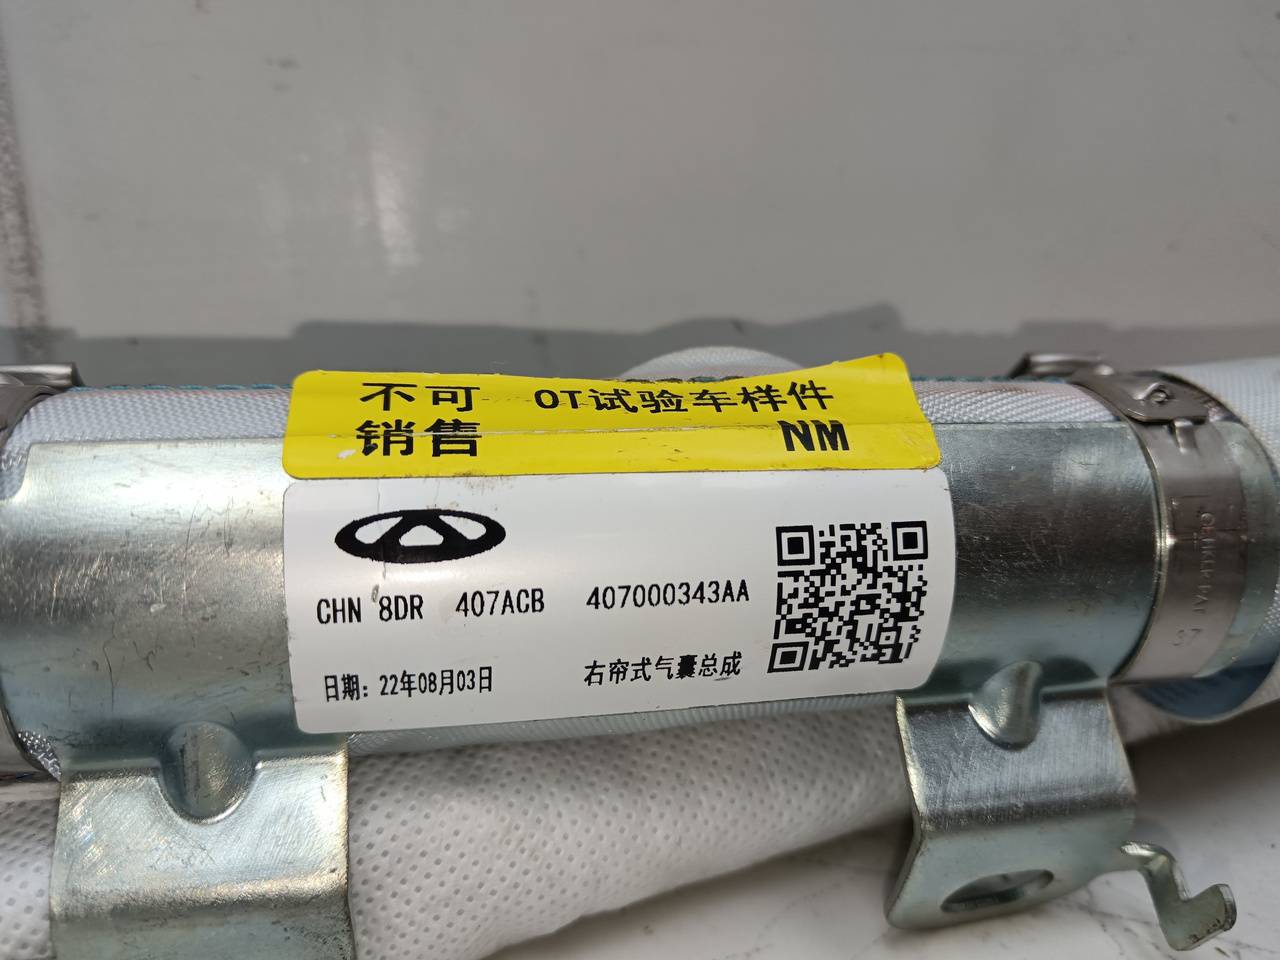 不可 OT试验车样件
销售 NM
CHN 8DR 407ACB 407000343AA
日期: 22年08月03日 右帘式气囊总成